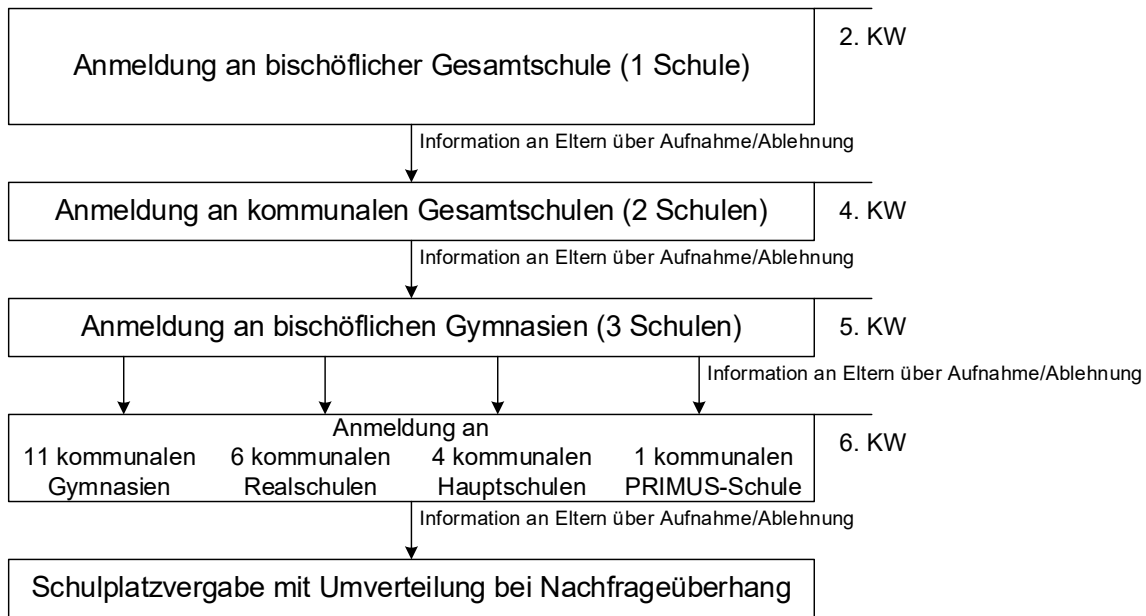 Anmeldung an bischöflicher Gesamtschule (1 Schule)
2. KW
Information an Eltern über Aufnahme/Ablehnung
Anmeldung an kommunalen Gesamtschulen (2 Schulen)
4. KW
Information an Eltern über Aufnahme/Ablehnung
Anmeldung an bischöflichen Gymnasien (3 Schulen)
5. KW
Information an Eltern über Aufnahme/Ablehnung
Anmeldung an
6. KW
11 kommunalen
Gymnasien
6 kommunalen
Realschulen
4 kommunalen
Hauptschulen
1 kommunalen
PRIMUS-Schule
Information an Eltern über Aufnahme/Ablehnung
Schulplatzvergabe mit Umverteilung bei Nachfrageüberhang